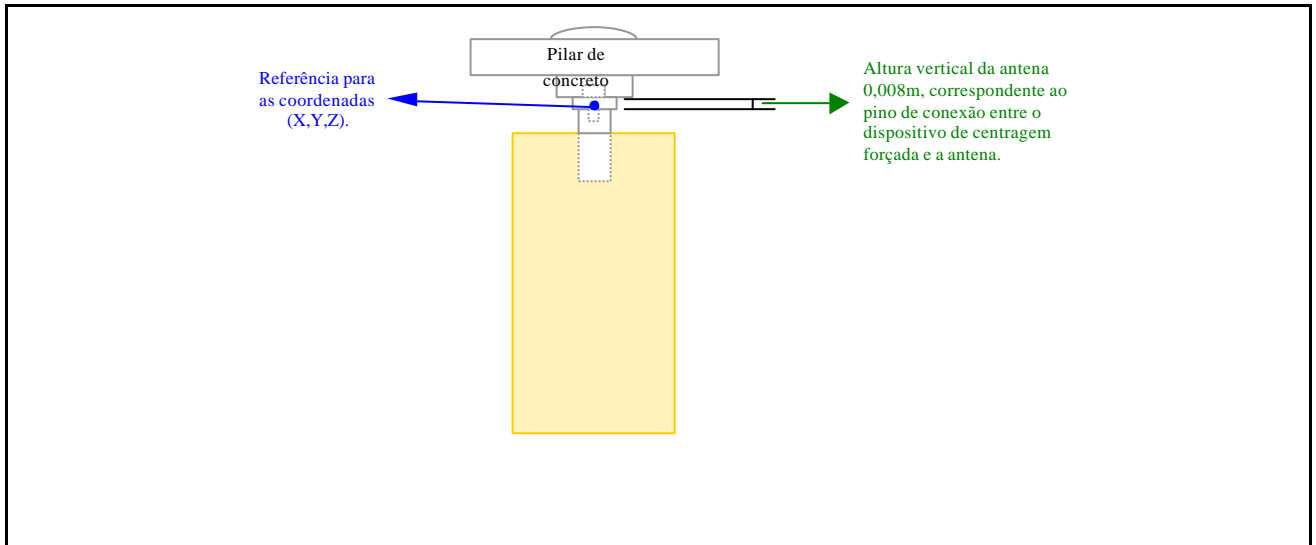 Pilar de
concreto
Referência para
as coordenadas
(X,Y,Z).
Altura vertical da antena
0,008m, correspondente ao
pino de conexão entre o
dispositivo de centragem
forçada e a antena.